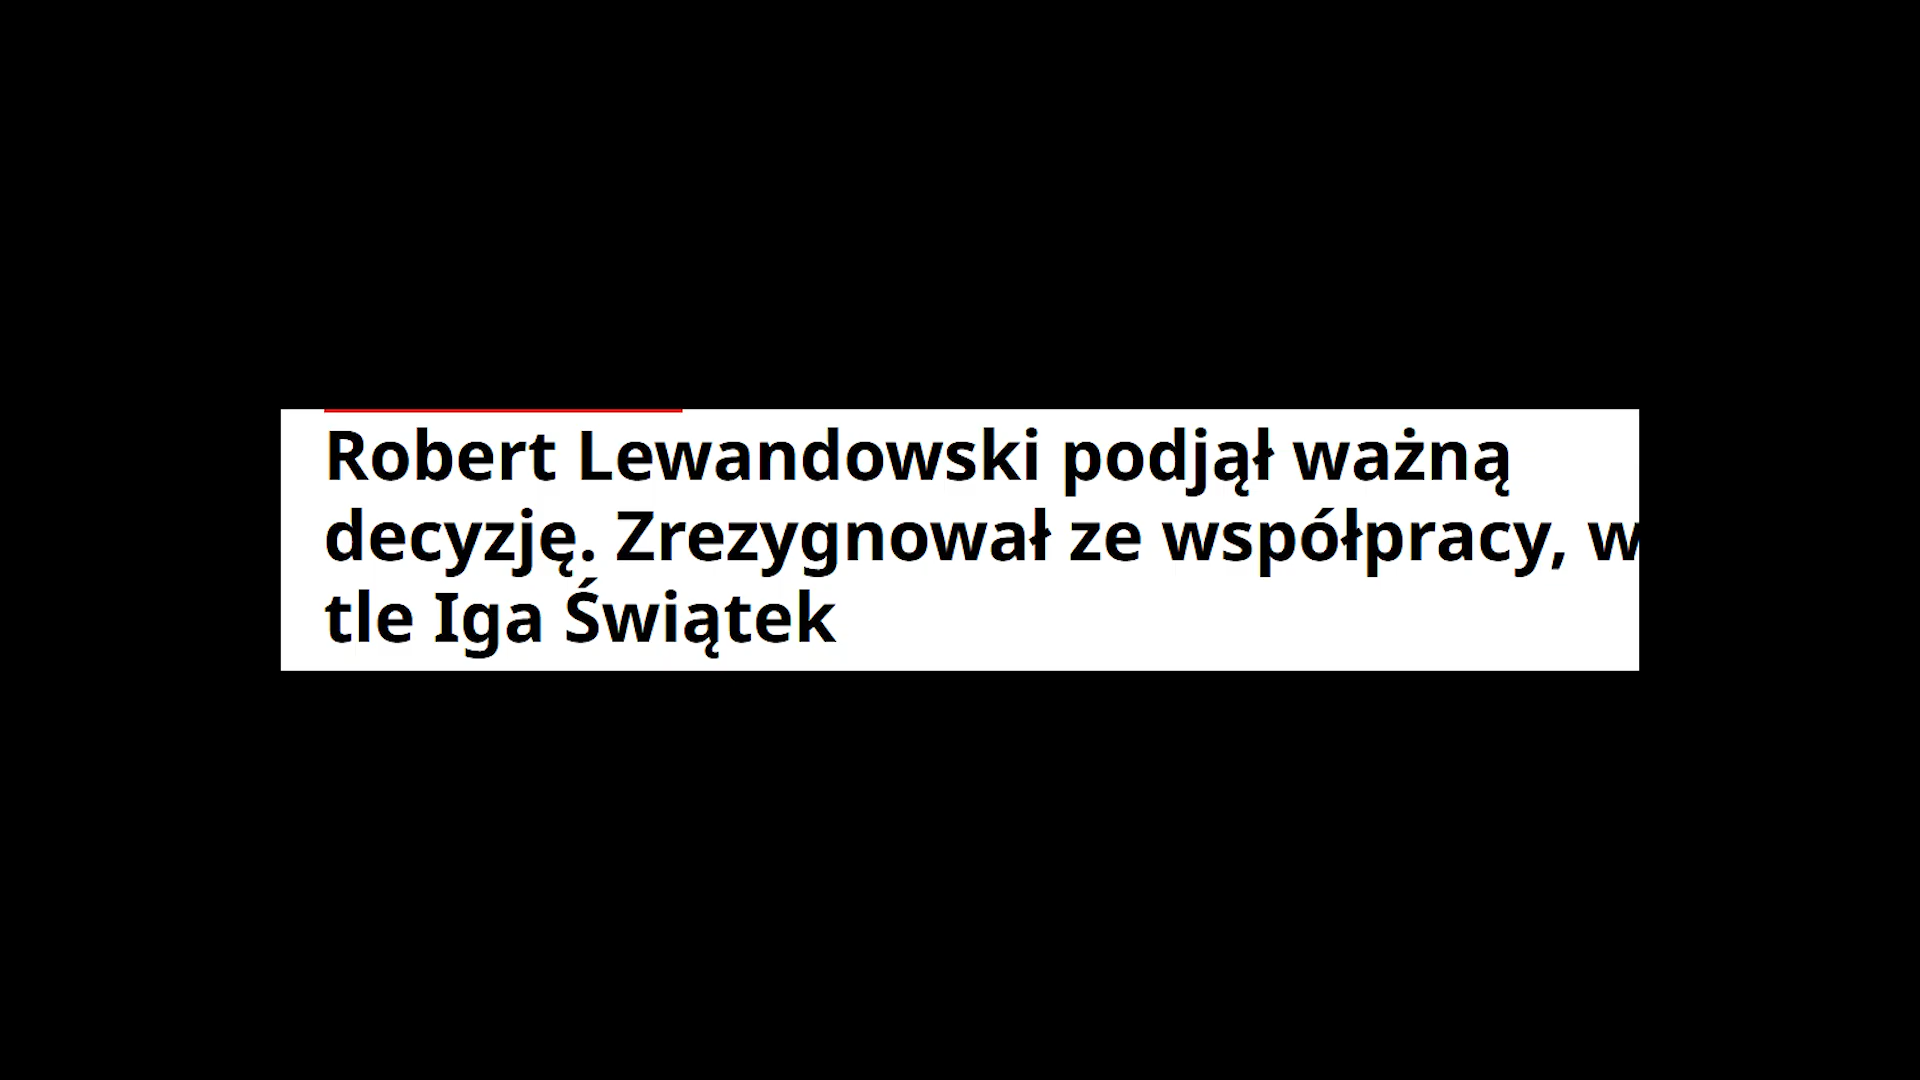 Robert Lewandowski podjął ważną
decyzję. Zrezygnował ze współpracy, w
tle Iga Świątek